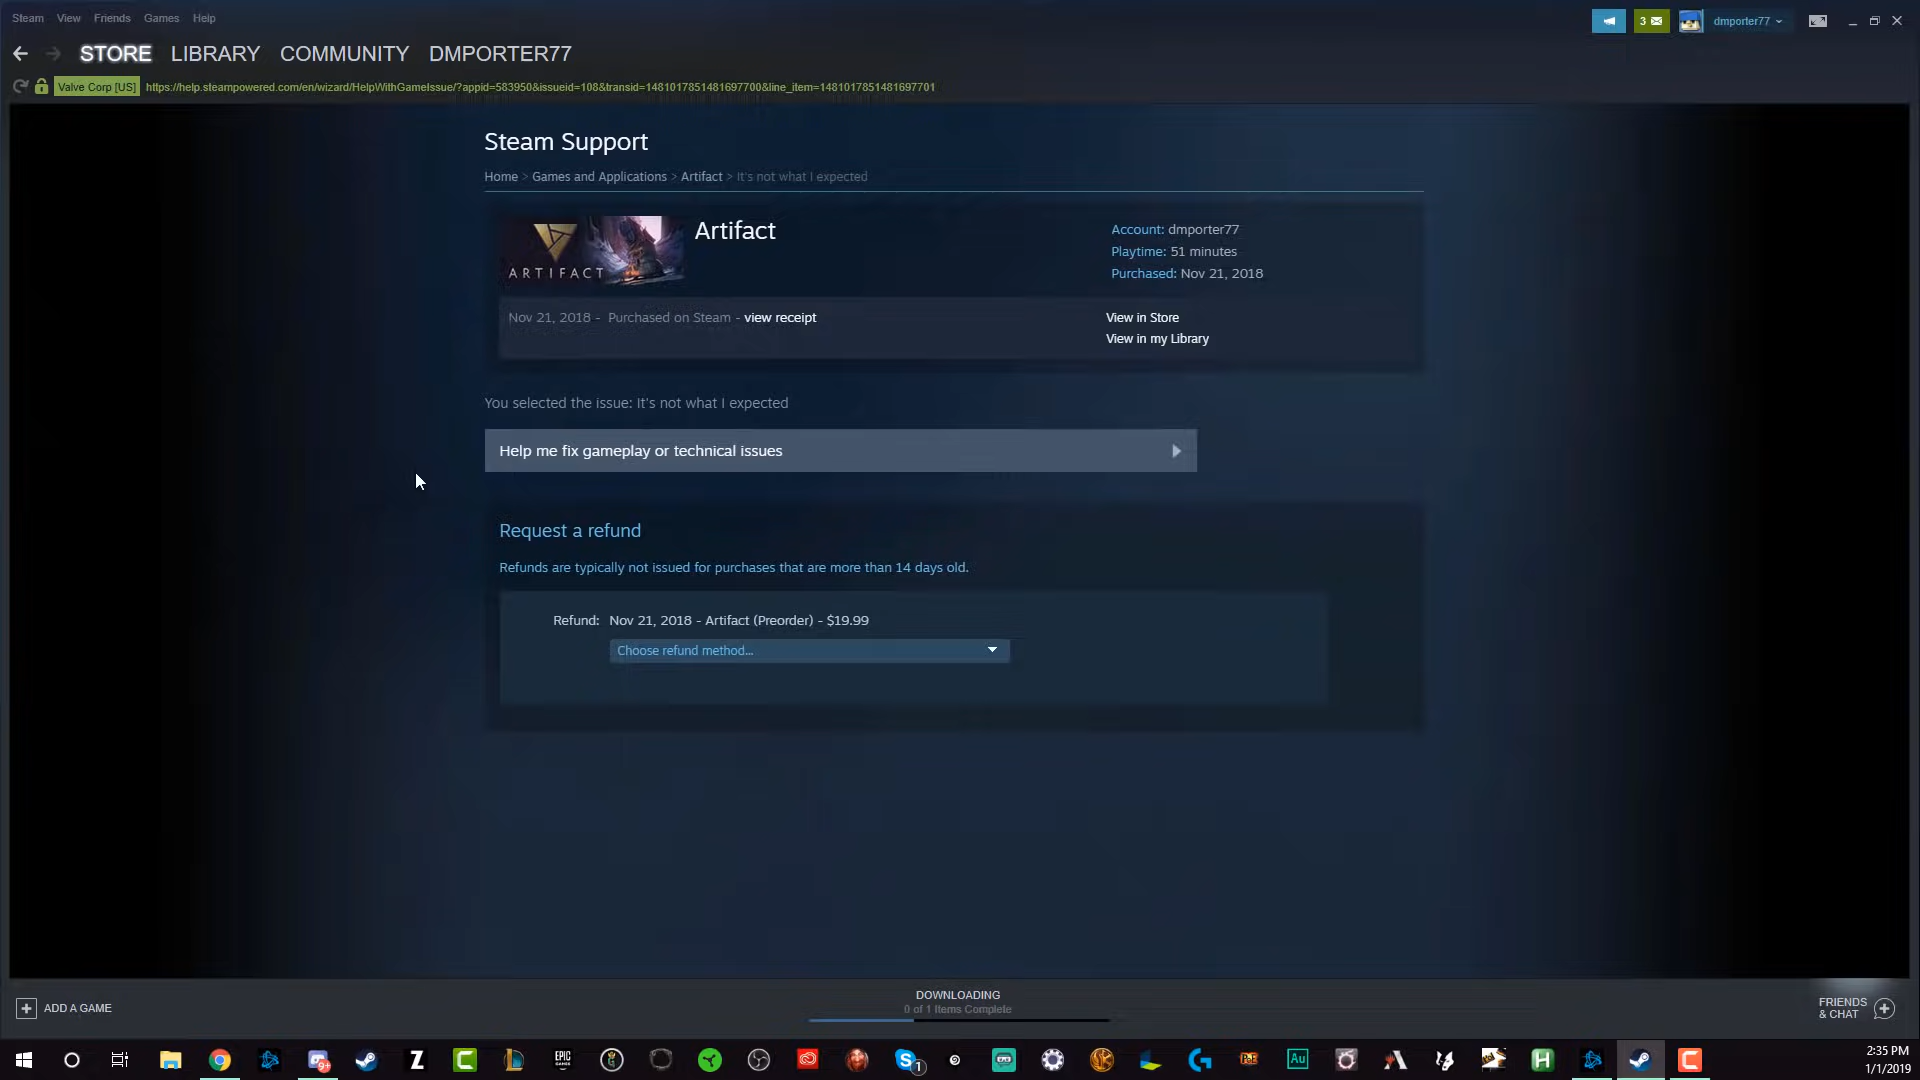 Steam View Friends Games Help
3 dmporter77
STORE LIBRARY COMMUNITY DMPORTER77
Valve Corp [US] https://help.steampowered.com/en/wizard/HelpWithGameIssue/?appid=583950&issueid=108&transid=1481017851481697700&line_item=1481017851481697701
Steam Support
Home > Games and Applications > Artifact > It's not what I expected
ARTIFACT
Artifact
Account: dmporter77
Playtime: 51 minutes
Purchased: Nov 21, 2018
Nov 21, 2018 - Purchased on Steam - view receipt
View in Store
View in my Library
You selected the issue: It's not what I expected
Help me fix gameplay or technical issues
Request a refund
Refunds are typically not issued for purchases that are more than 14 days old.
Refund: Nov 21, 2018 - Artifact (Preorder) - $19.99
Choose refund method...
+ ADD A GAME
DOWNLOADING
0 of 1 Items Complete
FRIENDS
& CHAT
9+ Z C EPIC GAMES S 1 G PoE Au H C
2:35 PM
1/1/2019